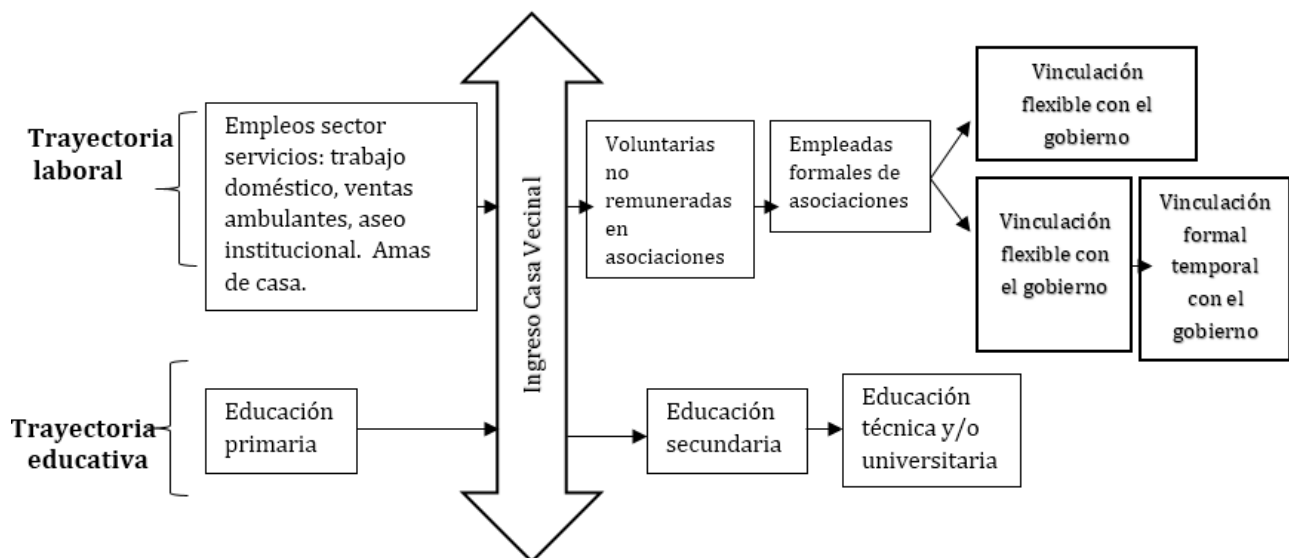 Trayectoria
laboral
Empleos sector
servicios: trabajo
doméstico, ventas
ambulantes, aseo
institucional. Amas
de casa.
Ingreso Casa Vecinal
Voluntarias
no
remuneradas
en
asociaciones
Empleadas
formales de
asociaciones
Vinculación
flexible con el
gobierno
Vinculación
flexible con
el gobierno
Vinculación
formal
temporal
con el
gobierno
Trayectoria
educativa
Educación
primaria
Educación
secundaria
Educación
técnica y/o
universitaria